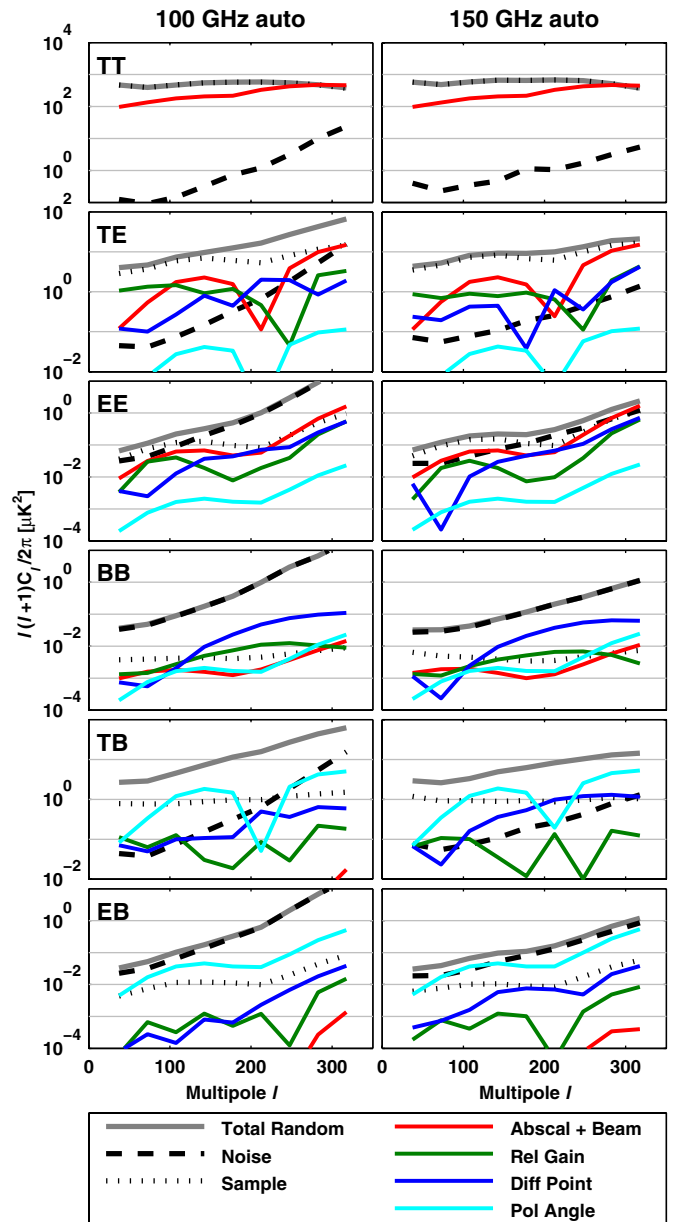 100 GHz auto 150 GHz auto
10^4
TT
10^2
10^0
2
10
TE
10^0
10^-2
EE
10^0
10^-2
10^-4
BB
10^0
10^-2
10^-4
TB
10^0
10^-2
EB
10^0
10^-2
10^-4
l (l+1)C_l/2π [μK^2]
0 100 200 300 0 100 200 300
Multipole l Multipole l
Total Random Abscal + Beam
Noise Rel Gain
Sample Diff Point
Pol Angle